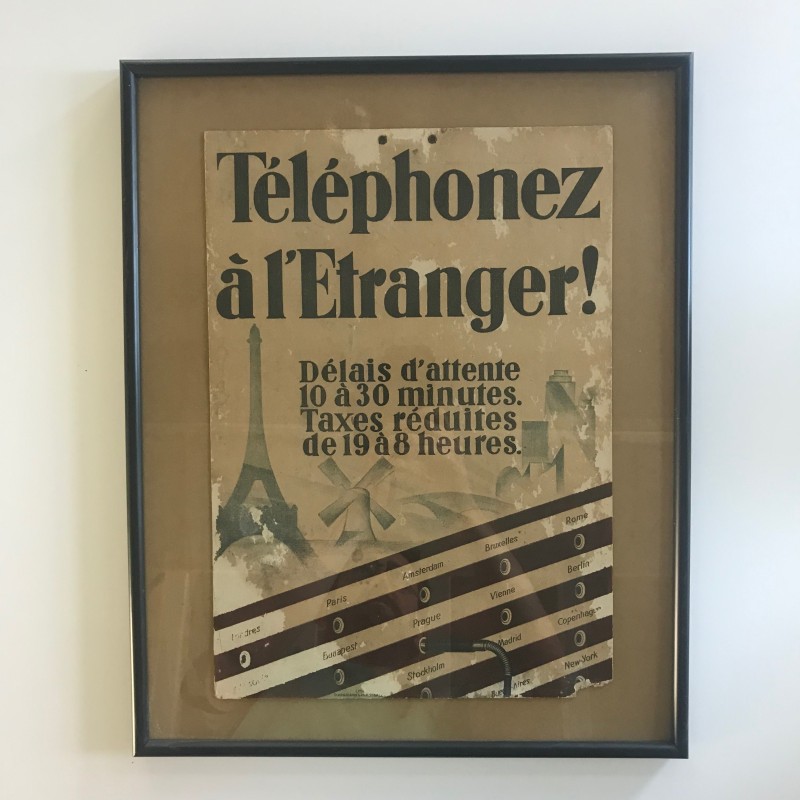 Téléphonez
à l'Etranger!
Délais d'attente
10 à 30 minutes.
Taxes réduites
de 19 à 8 heures.
Rome
Bruxelles
Amsterdam
Paris
Londres
Berlin
Vienne
Prague
Budapest
Copenhague
Madrid
Stockholm
New-York